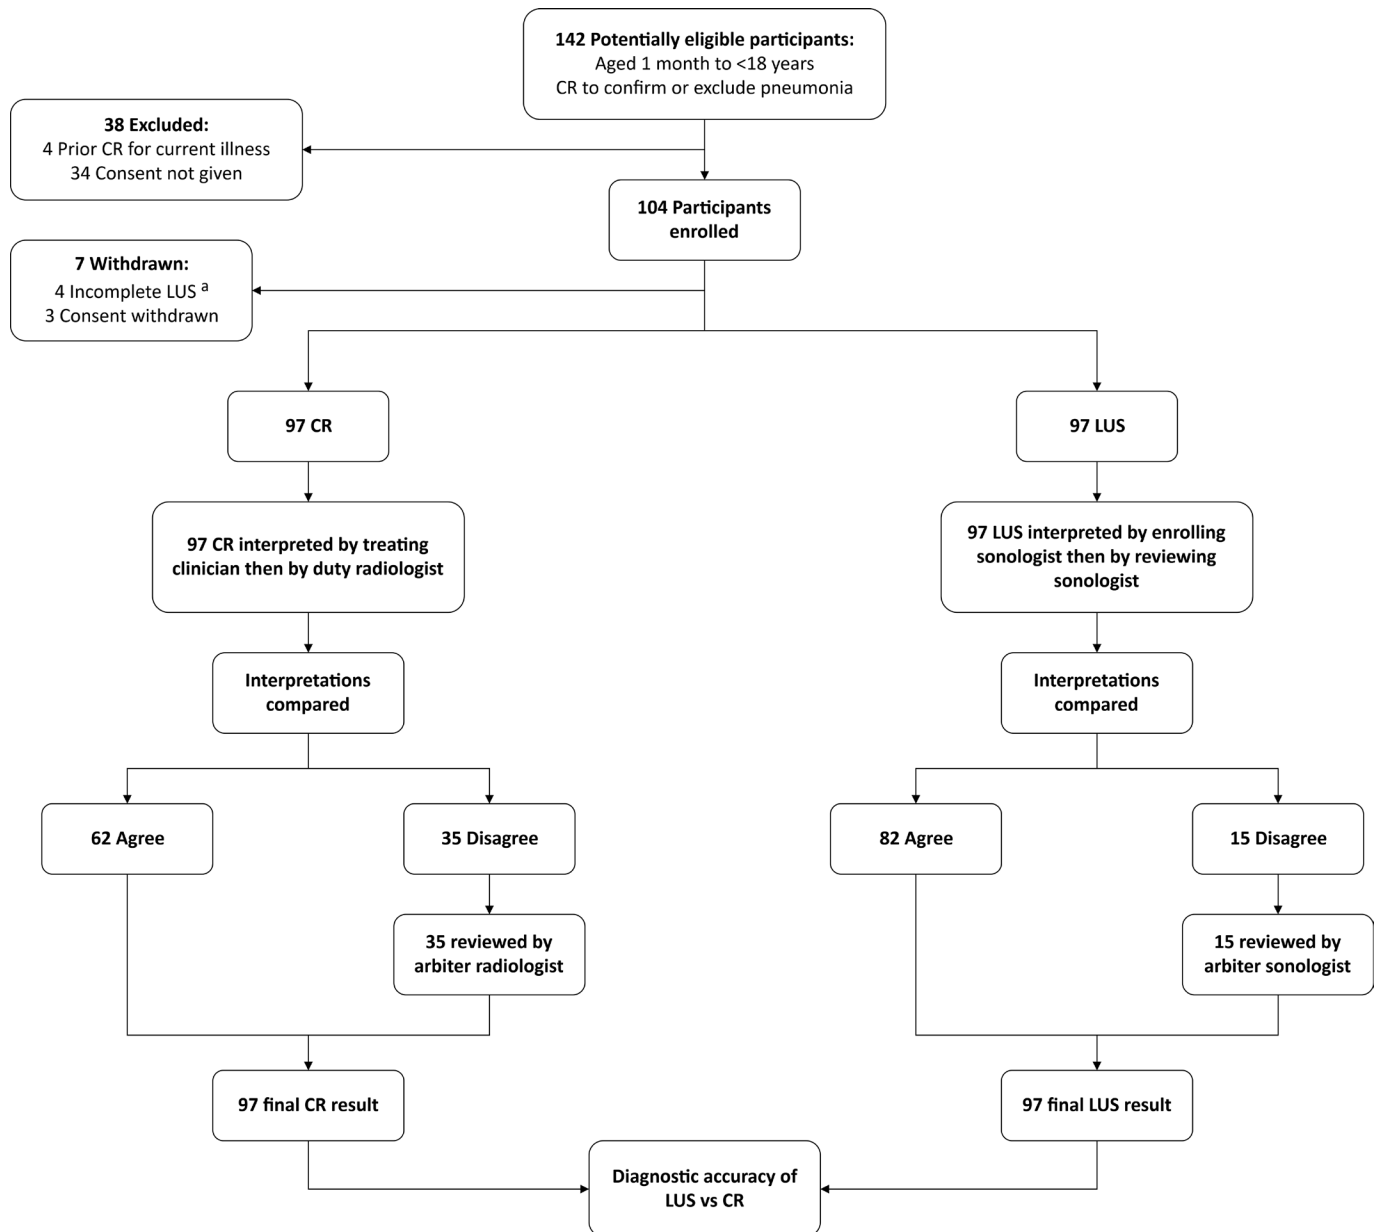 142 Potentially eligible participants:
Aged 1 month to <18 years
CR to confirm or exclude pneumonia
38 Excluded:
4 Prior CR for current illness
34 Consent not given
104 Participants
enrolled
7 Withdrawn:
4 Incomplete LUS a
3 Consent withdrawn
97 CR
97 LUS
97 CR interpreted by treating
clinician then by duty radiologist
97 LUS interpreted by enrolling
sonologist then by reviewing
sonologist
Interpretations
compared
Interpretations
compared
62 Agree
35 Disagree
82 Agree
15 Disagree
35 reviewed by
arbiter radiologist
15 reviewed by
arbiter sonologist
97 final CR result
97 final LUS result
Diagnostic accuracy of
LUS vs CR